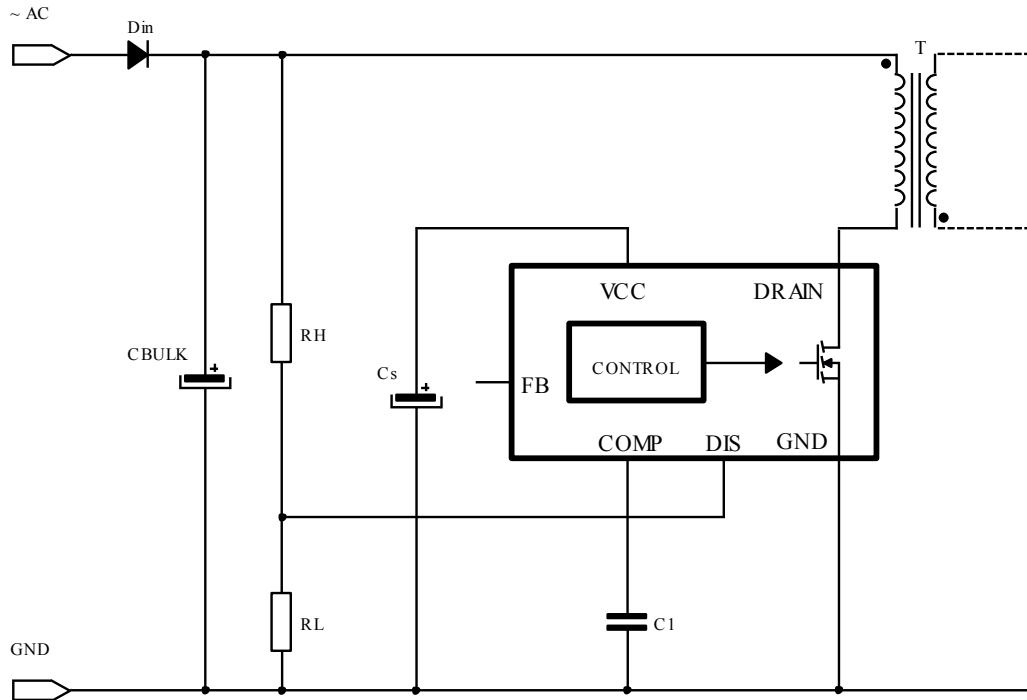 ~ AC
Din
T
VCC
DRAIN
RH
CBULK
Cs
+
+
CONTROL
FB
COMP
DIS
GND
RL
C1
GND